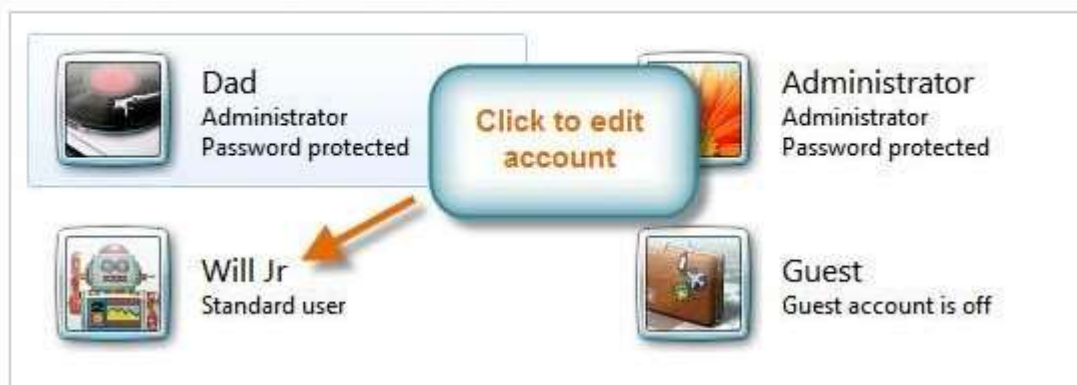 Dad
Administrator
Password protected
Click to edit
account
Administrator
Administrator
Password protected
Will Jr
Standard user
Guest
Guest account is off